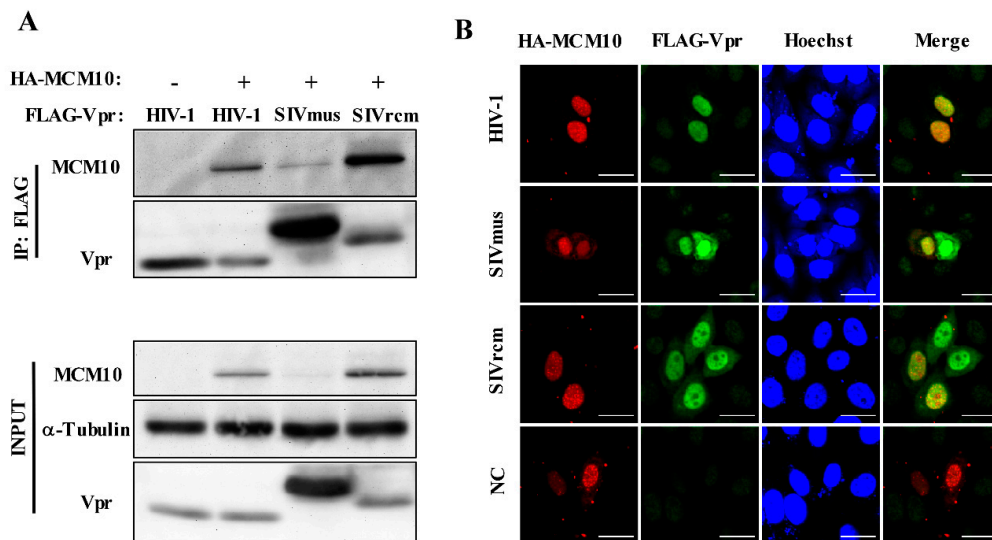 A
HA-MCM10: - + + +
FLAG-Vpr: HIV-1 HIV-1 SIVmus SIVrcm
IP: FLAG
MCM10
Vpr
INPUT
MCM10
α-Tubulin
Vpr
B
HA-MCM10 FLAG-Vpr Hoechst Merge
HIV-1
SIVmus
SIVrcm
NC